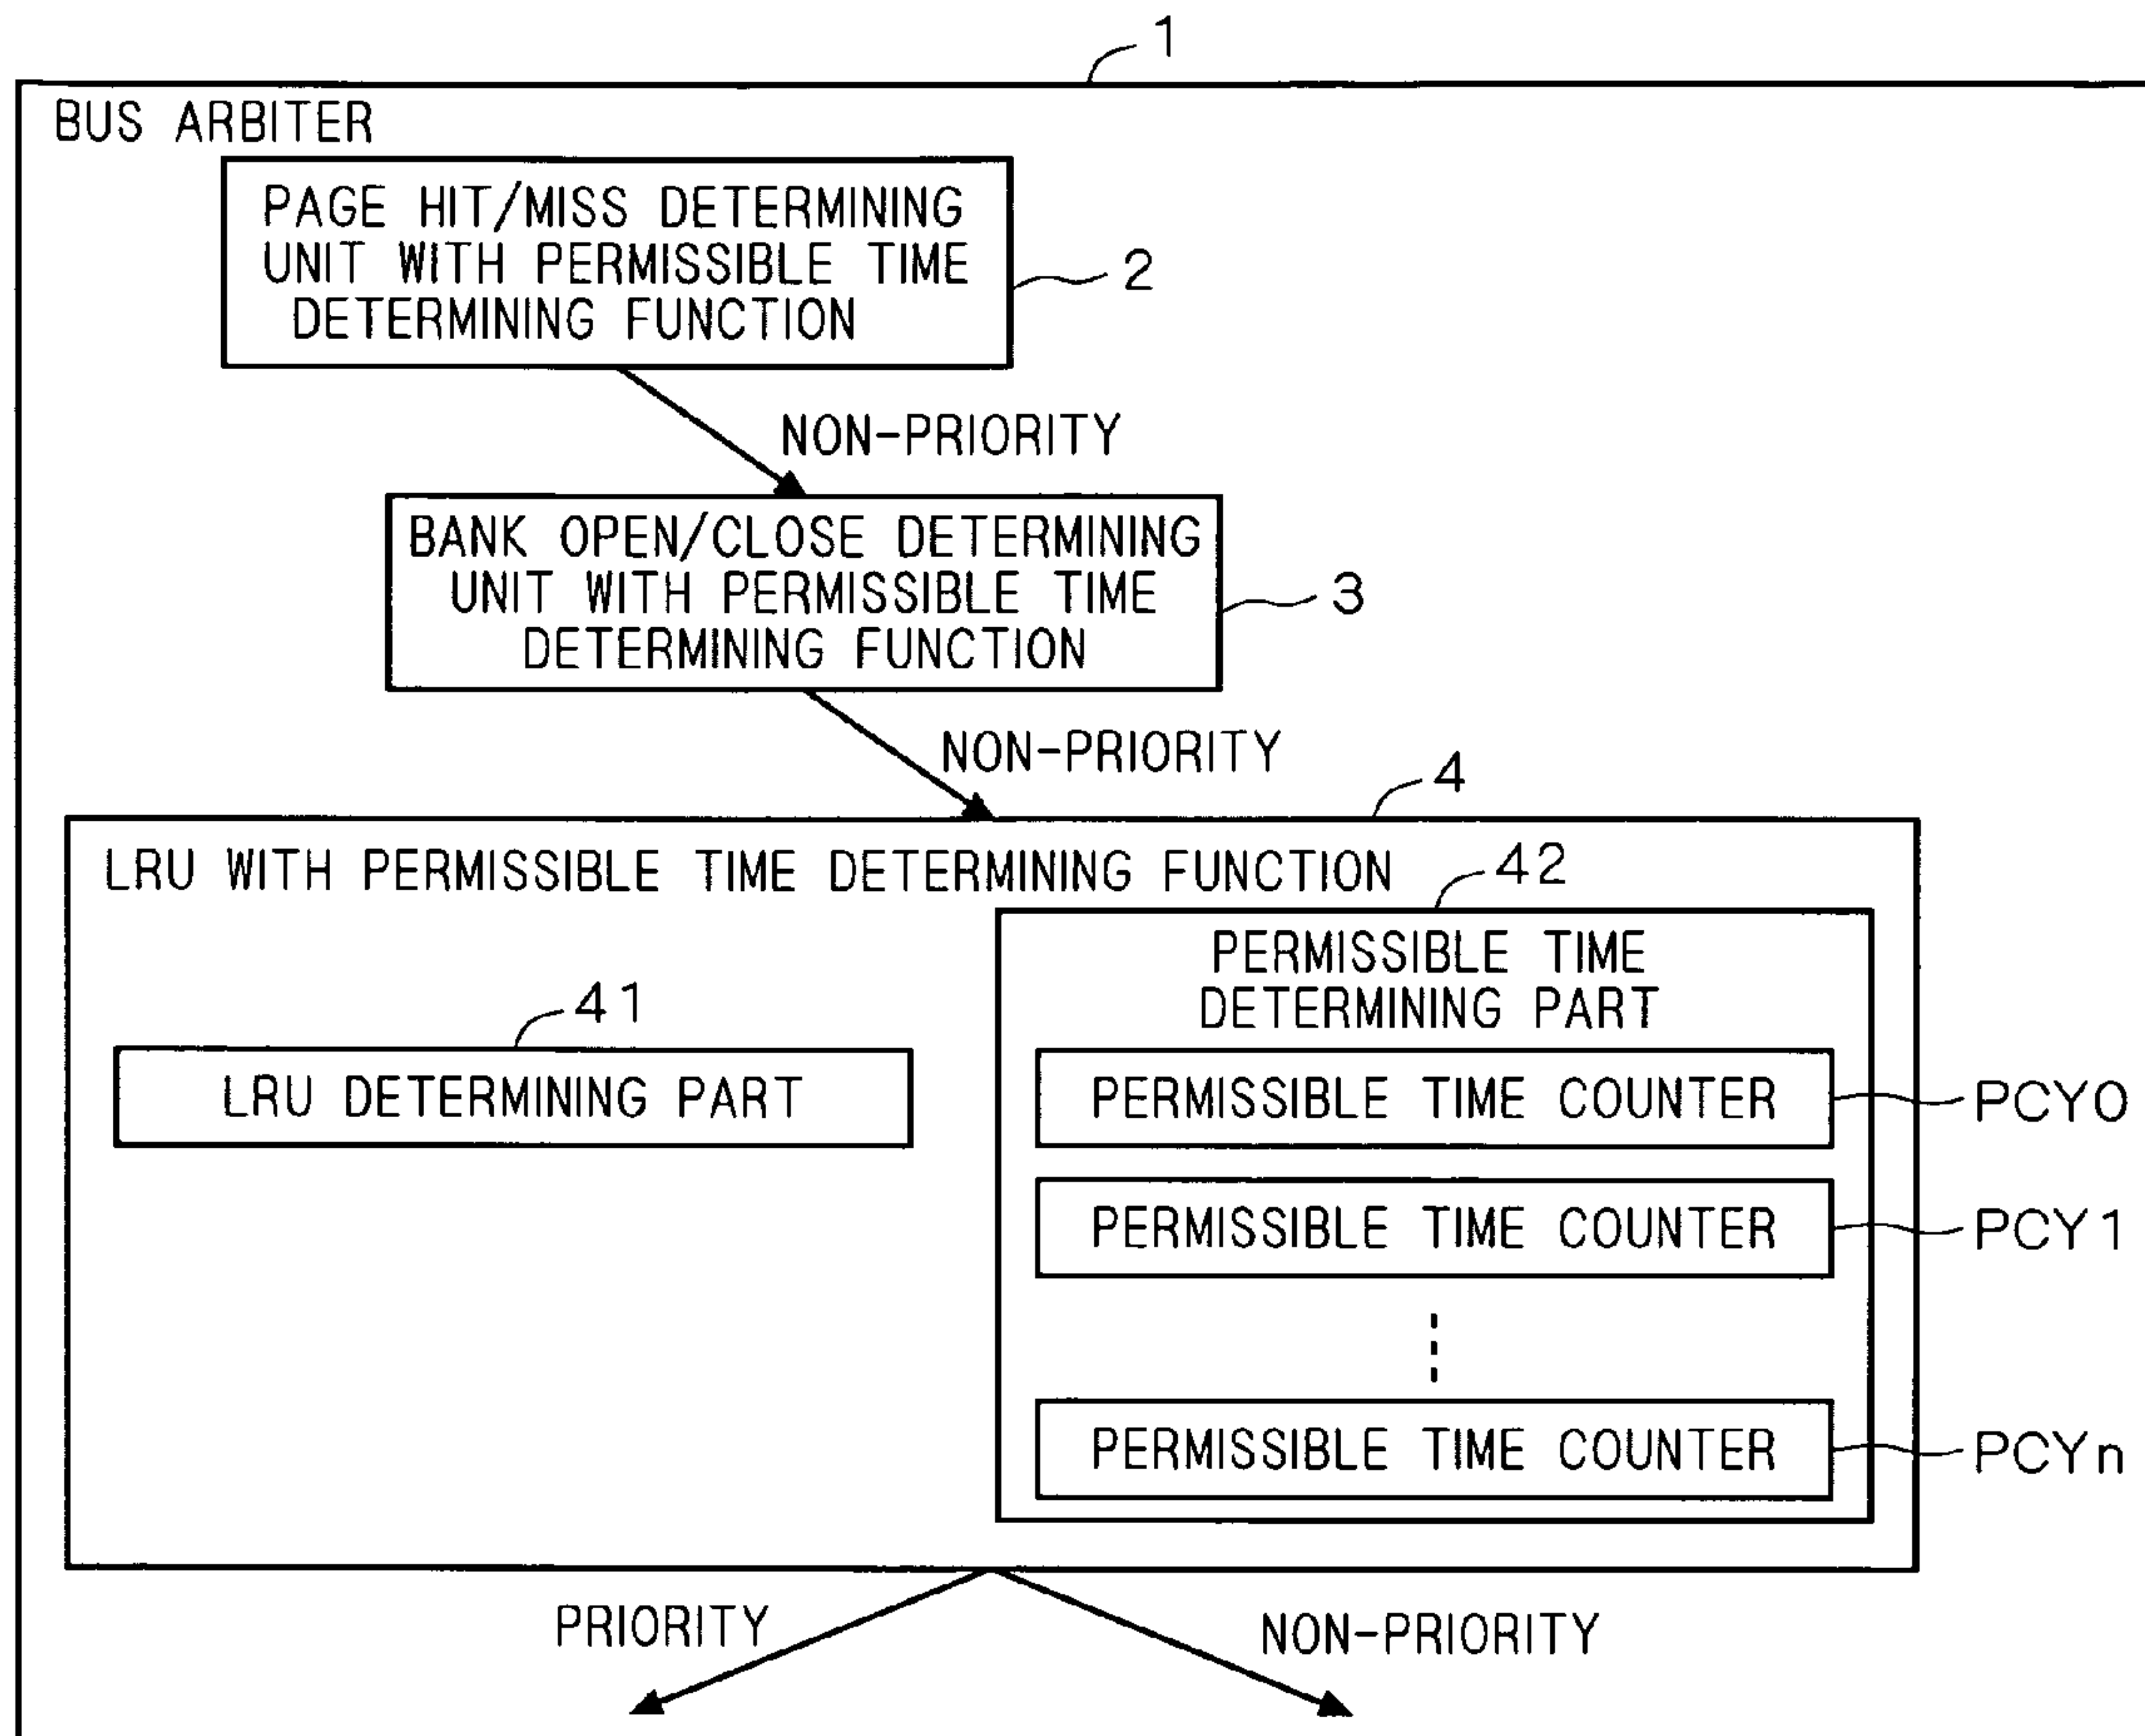 1
BUS ARBITER
PAGE HIT/MISS DETERMINING
UNIT WITH PERMISSIBLE TIME
DETERMINING FUNCTION
2
NON-PRIORITY
BANK OPEN/CLOSE DETERMINING
UNIT WITH PERMISSIBLE TIME
DETERMINING FUNCTION
3
NON-PRIORITY
4
LRU WITH PERMISSIBLE TIME DETERMINING FUNCTION
42
PERMISSIBLE TIME
DETERMINING PART
41
LRU DETERMINING PART
PERMISSIBLE TIME COUNTER
PCY0
PERMISSIBLE TIME COUNTER
PCY1
PERMISSIBLE TIME COUNTER
PCYn
PRIORITY
NON-PRIORITY